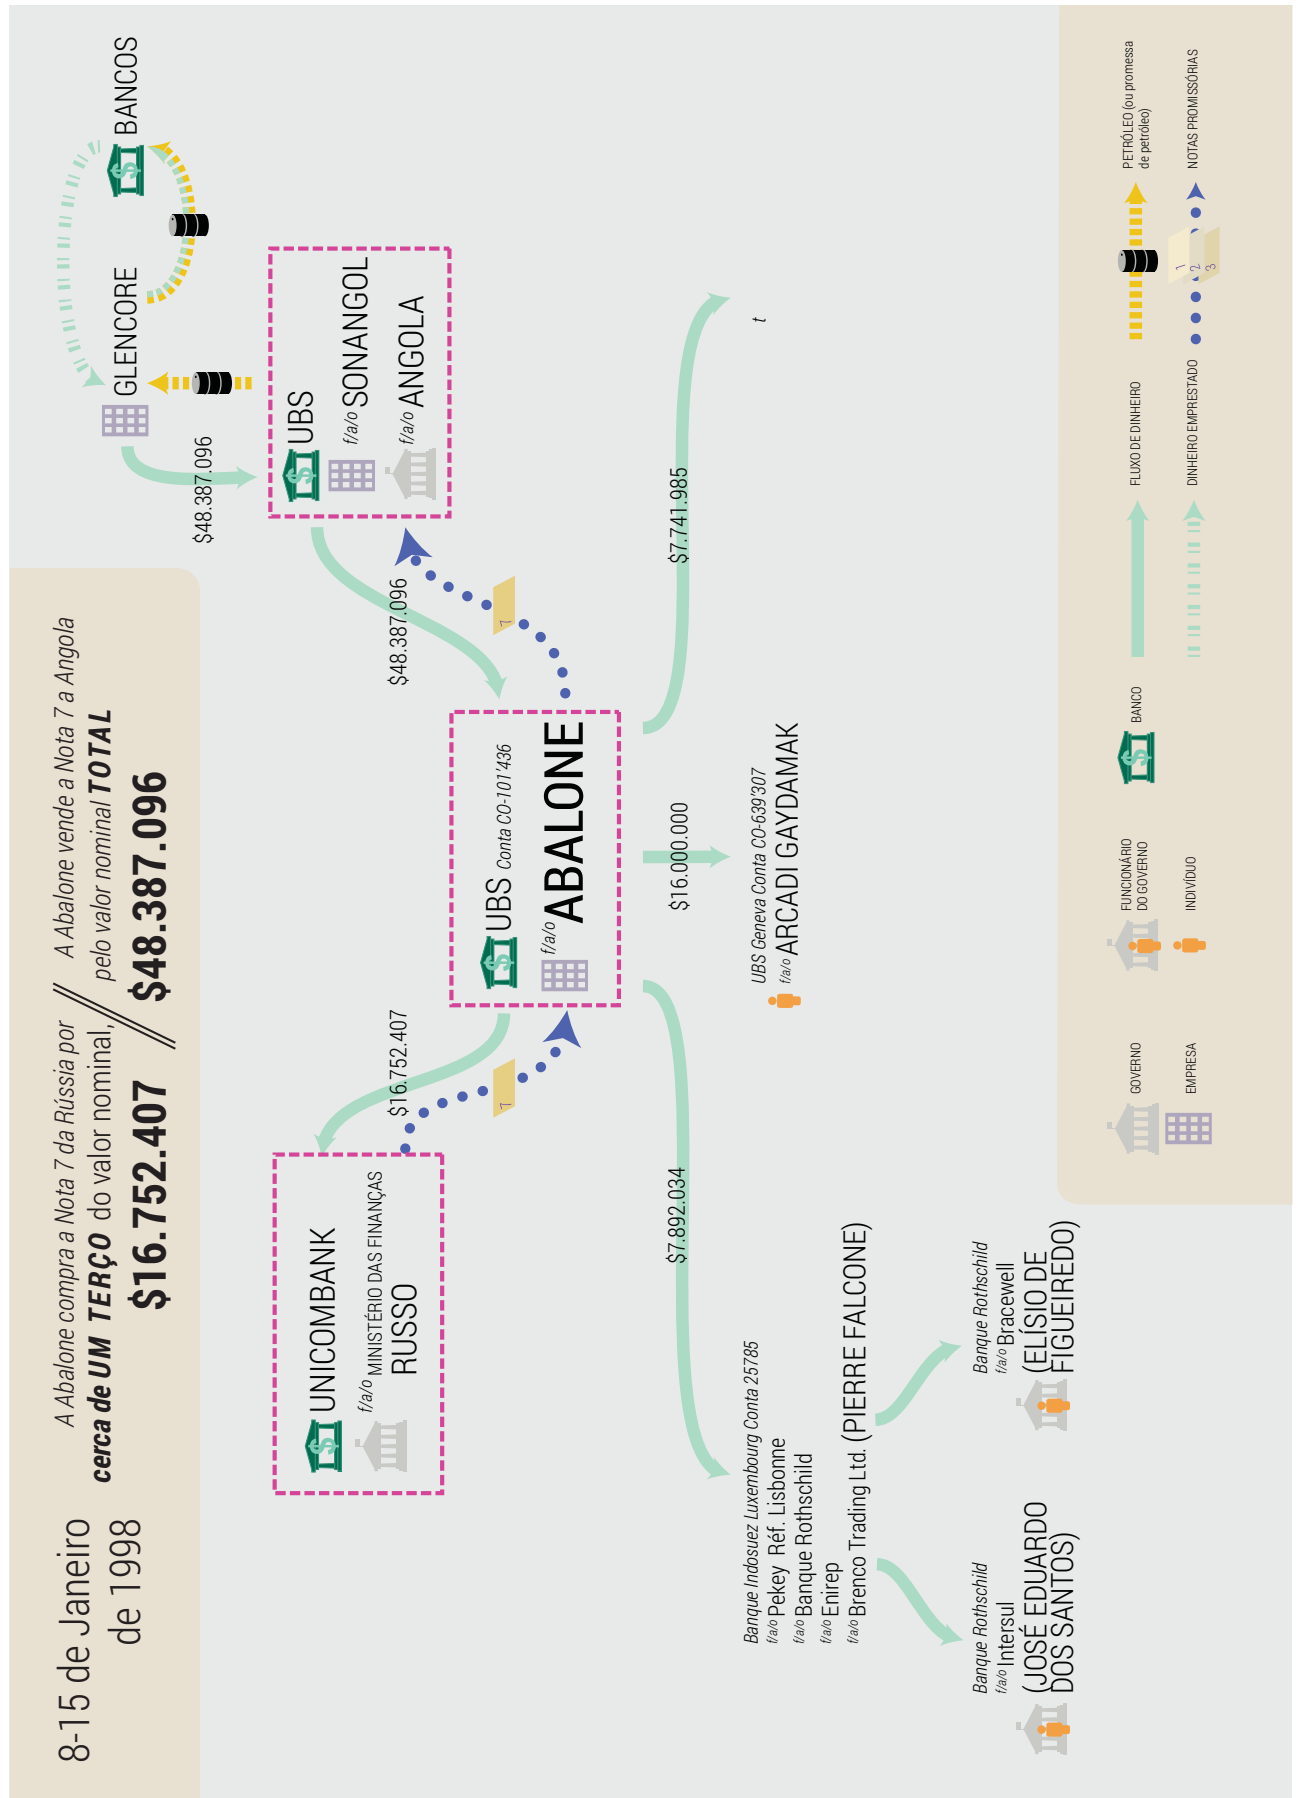 8-15 de Janeiro
de 1998
A Abalone compra a Nota 7 da Rússia por
cerca de UM TERÇO do valor nominal,
$16.752.407
A Abalone vende a Nota 7 a Angola
pelo valor nominal TOTAL
$48.387.096
GLENCORE
BANCOS
$48.387.096
UNICOMBANK
f/a/o MINISTÉRIO DAS FINANÇAS
RUSSO
UBS
f/a/o SONANGOL
f/a/o ANGOLA
$16.752.407
$48.387.096
7
7
UBS Conta CO-101'436
f/a/o ABALONE
$7.892.034
$16.000.000
$7.741.985
Banque Indosuez Luxembourg Conta 25785
f/a/o Pekey Réf. Lisbonne
f/a/o Banque Rothschild
f/a/o Enirep
f/a/o Brenco Trading Ltd. (PIERRE FALCONE)
UBS Geneva Conta CO-639'307
f/a/o ARCADI GAYDAMAK
t
Banque Rothschild
f/a/o Intersul
(JOSÉ EDUARDO
DOS SANTOS)
Banque Rothschild
f/a/o Bracewell
(ELÍSIO DE
FIGUEIREDO)
GOVERNO
FUNCIONÁRIO
DO GOVERNO
BANCO
FLUXO DE DINHEIRO
PETRÓLEO (ou promessa
de petróleo)
EMPRESA
INDIVÍDUO
DINHEIRO EMPRESTADO
1
2
3
NOTAS PROMISSÓRIAS